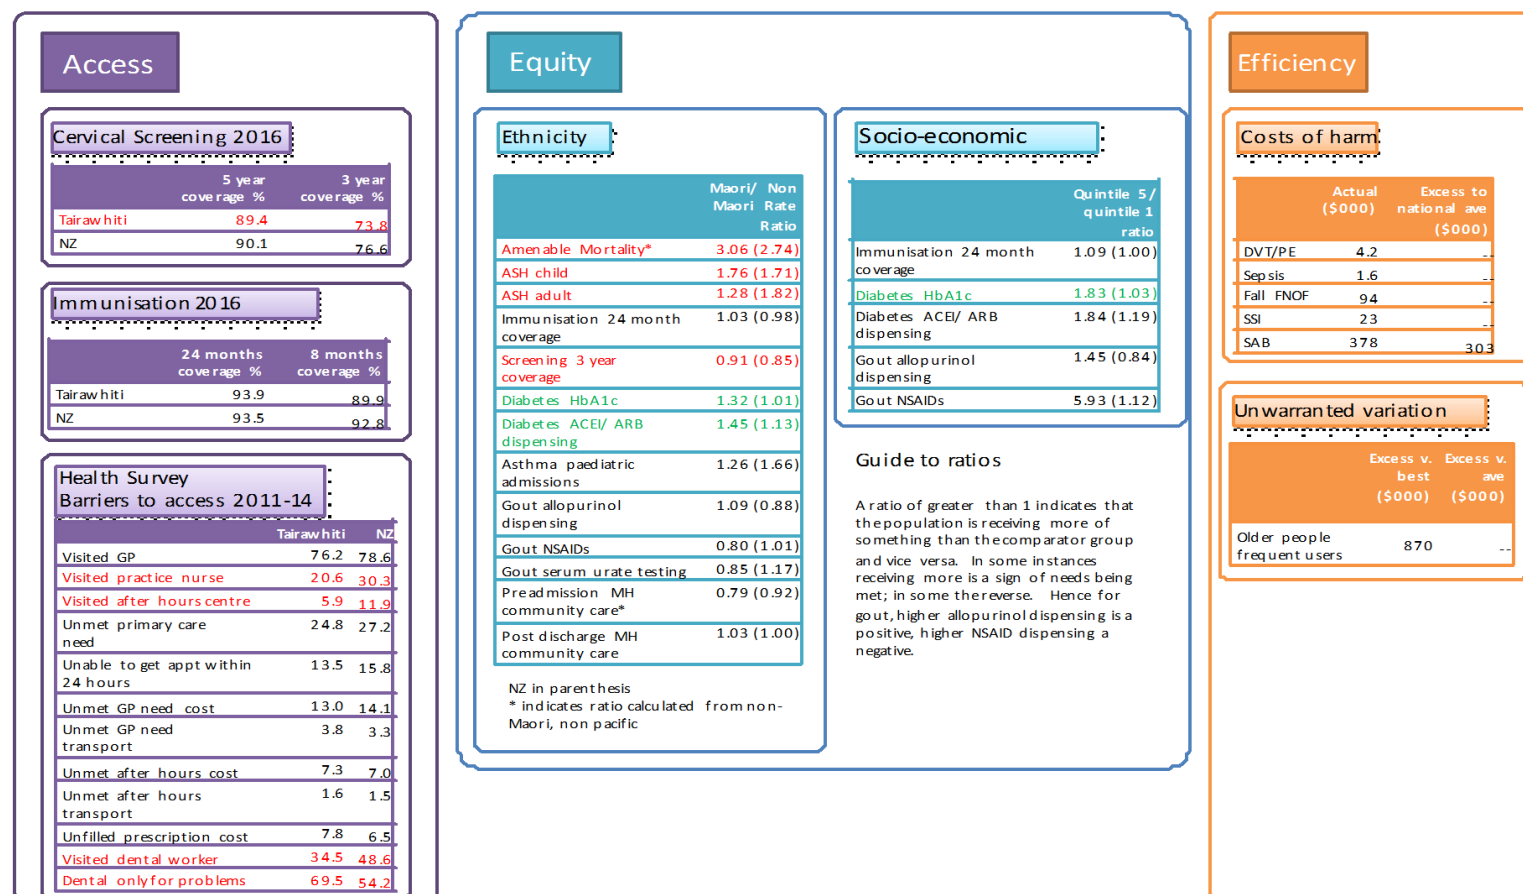 Access
Cervical Screening 2016
5 year coverage % 3 year coverage %
Tairawhiti 89.4 73.8
NZ 90.1 76.6
Immunisation 2016
24 months coverage % 8 months coverage %
Tairawhiti 93.9 89.9
NZ 93.5 92.8
Health Survey
Barriers to access 2011-14
Tairawhiti NZ
Visited GP 76.2 78.6
Visited practice nurse 20.6 30.3
Visited after hours centre 5.9 11.9
Unmet primary care need 24.8 27.2
Unable to get appt within 24 hours 13.5 15.8
Unmet GP need cost 13.0 14.1
Unmet GP need transport 3.8 3.3
Unmet after hours cost 7.3 7.0
Unmet after hours transport 1.6 1.5
Unfilled prescription cost 7.8 6.5
Visited dental worker 34.5 48.6
Dental only for problems 69.5 54.2
Equity
Ethnicity
Maori/ Non Maori Rate Ratio
Amenable Mortality* 3.06 (2.74)
ASH child 1.76 (1.71)
ASH adult 1.28 (1.82)
Immunisation 24 month coverage 1.03 (0.98)
Screening 3 year coverage 0.91 (0.85)
Diabetes HbA1c 1.32 (1.01)
Diabetes ACEI/ ARB dispensing 1.45 (1.13)
Asthma paediatric admissions 1.26 (1.66)
Gout allopurinol dispensing 1.09 (0.88)
Gout NSAIDs 0.80 (1.01)
Gout serum urate testing 0.85 (1.17)
Preadmission MH community care* 0.79 (0.92)
Post discharge MH community care 1.03 (1.00)
NZ in parenthesis
* indicates ratio calculated from non-
Maori, non pacific
Socio-economic
Quintile 5/ quintile 1 ratio
Immunisation 24 month coverage 1.09 (1.00)
Diabetes HbA1c 1.83 (1.03)
Diabetes ACEI/ ARB dispensing 1.84 (1.19)
Gout allopurinol dispensing 1.45 (0.84)
Gout NSAIDs 5.93 (1.12)
Guide to ratios
A ratio of greater than 1 indicates that
the population is receiving more of
something than the comparator group
and vice versa. In some instances
receiving more is a sign of needs being
met; in some the reverse. Hence for
gout, higher allopurinol dispensing is a
positive, higher NSAID dispensing a
negative.
Efficiency
Costs of harm
Actual ($000) Excess to national ave ($000)
DVT/PE 4.2 --
Sepsis 1.6 --
Fall FNOF 94 --
SSI 23 --
SAB 378 303
Unwarranted variation
Excess v. best ($000) Excess v. ave ($000)
Older people frequent users 870 --